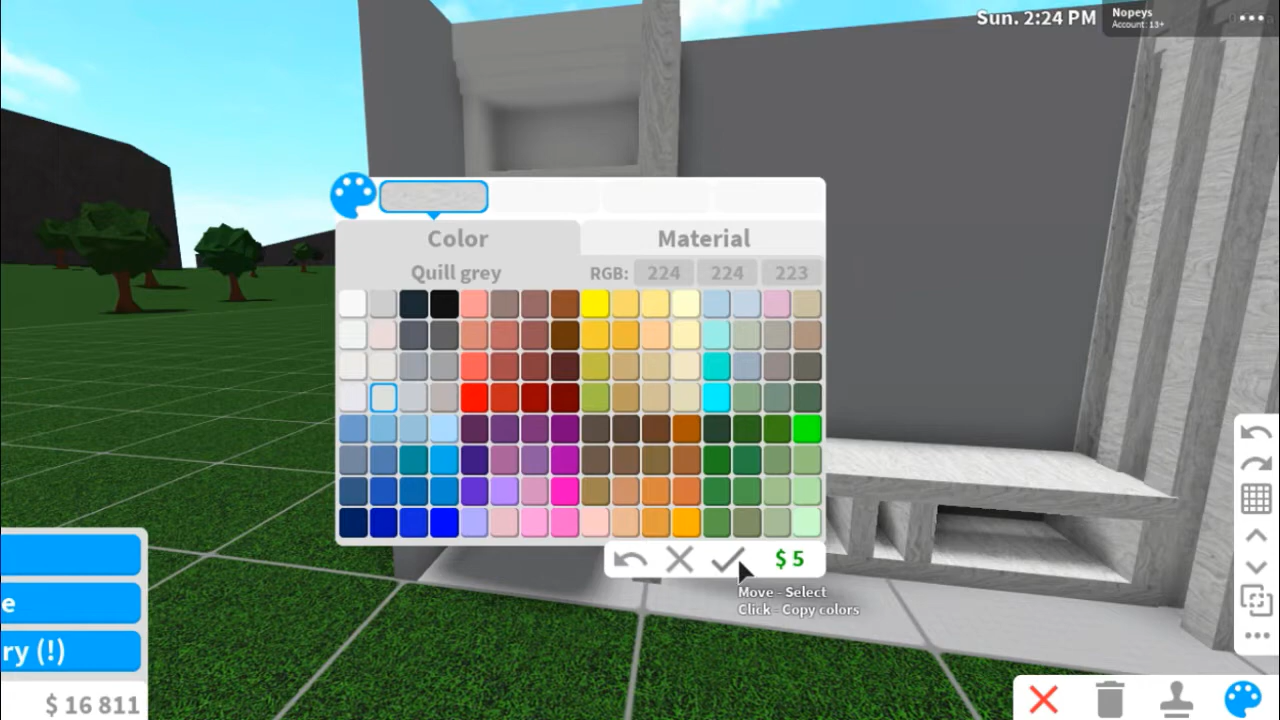 Sun. 2:24 PM
Nopeys
Account: 13+
Color
Material
Quill grey
RGB: 224 224 223
$ 5
Move - Select
Click - Copy colors
e
ry (!)
$ 16 811